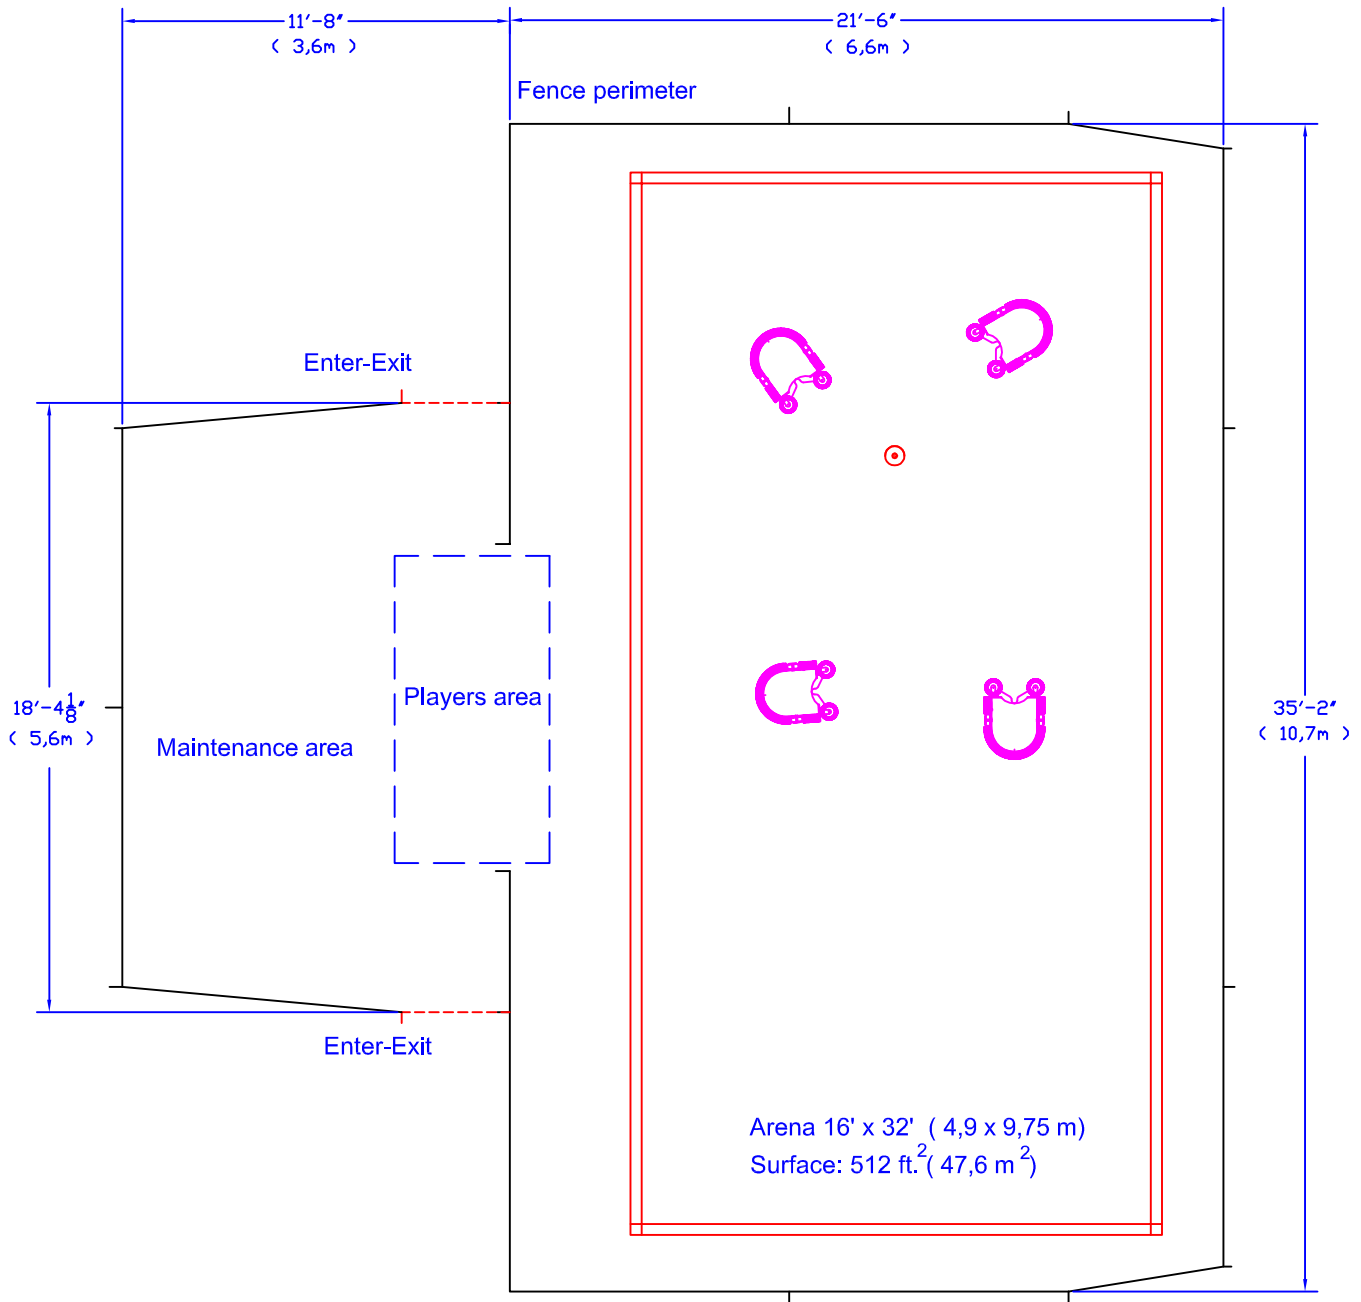 11'-8"
( 3,6m )
21'-6"
( 6,6m )
Fence perimeter
Enter-Exit
Players area
18'-4 1/8"
( 5,6m )
Maintenance area
35'-2"
( 10,7m )
Enter-Exit
Arena 16' x 32' ( 4,9 x 9,75 m)
Surface: 512 ft.² ( 47,6 m²)